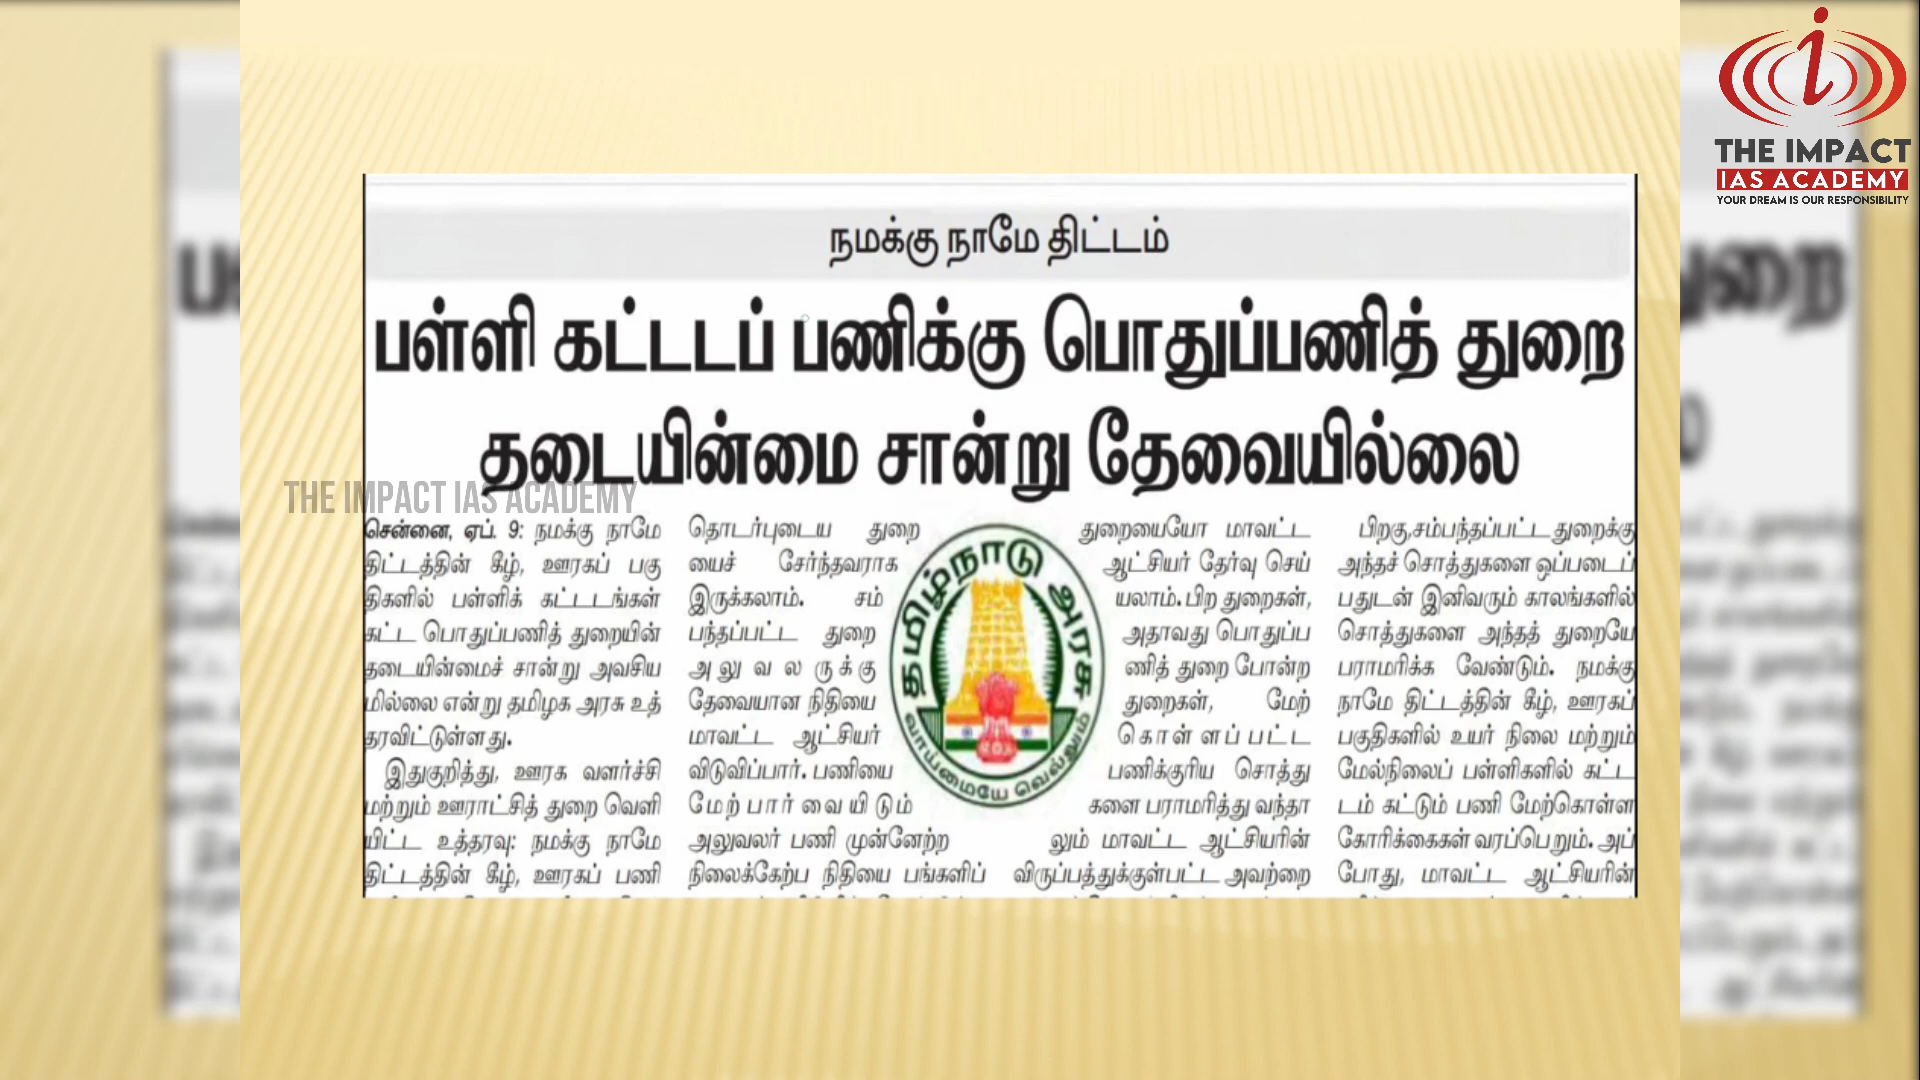 THE IMPACT
IAS ACADEMY
YOUR DREAM IS OUR RESPONSIBILITY
நமக்கு நாமே திட்டம்
பள்ளி கட்டடப் பணிக்கு பொதுப்பணித் துறை
தடையின்மை சான்று தேவையில்லை
THE IMPACT IAS ACADEMY
சென்னை, ஏப். 9: நமக்கு நாமே
திட்டத்தின் கீழ், ஊரகப் பகு
திகளில் பள்ளிக் கட்டடங்கள்
கட்ட பொதுப்பணித் துறையின்
தடையின்மைச் சான்று அவசிய
மில்லை என்று தமிழக அரசு உத்
தரவிட்டுள்ளது.
இதுகுறித்து, ஊரக வளர்ச்சி
மற்றும் ஊராட்சித் துறை வெளி
யிட்ட உத்தரவு: நமக்கு நாமே
திட்டத்தின் கீழ், ஊரகப் பணி
தொடர்புடைய துறை
யைச் சேர்ந்தவராக
இருக்கலாம். சம்
பந்தப்பட்ட துறை
அலுவலருக்கு
தேவையான நிதியை
மாவட்ட ஆட்சியர்
விடுவிப்பார். பணியை
மேற்பார்வையிடும்
அலுவலர் பணி முன்னேற்ற
நிலைக்கேற்ப நிதியை பங்களிப்
தமிழ்நாடு அரசு
வாய்மையே வெல்லும்
துறையையோ மாவட்ட
ஆட்சியர் தேர்வு செய்
யலாம். பிற துறைகள்,
அதாவது பொதுப்ப
ணித் துறை போன்ற
துறைகள், மேற்
கொள்ளப்பட்ட
பணிக்குரிய சொத்து
களை பராமரித்து வந்தா
லும் மாவட்ட ஆட்சியரின்
விருப்பத்துக்குள்பட்ட அவற்றை
பிறகு,சம்பந்தப்பட்ட துறைக்கு
அந்தச் சொத்துகளை ஒப்படைப்
பதுடன் இனிவரும் காலங்களில்
சொத்துகளை அந்தத் துறையே
பராமரிக்க வேண்டும். நமக்கு
நாமே திட்டத்தின் கீழ், ஊரகப்
பகுதிகளில் உயர் நிலை மற்றும்
மேல்நிலைப் பள்ளிகளில் கட்ட
டம் கட்டும் பணி மேற்கொள்ள
கோரிக்கைகள் வரப்பெறும். அப்
போது, மாவட்ட ஆட்சியரின்